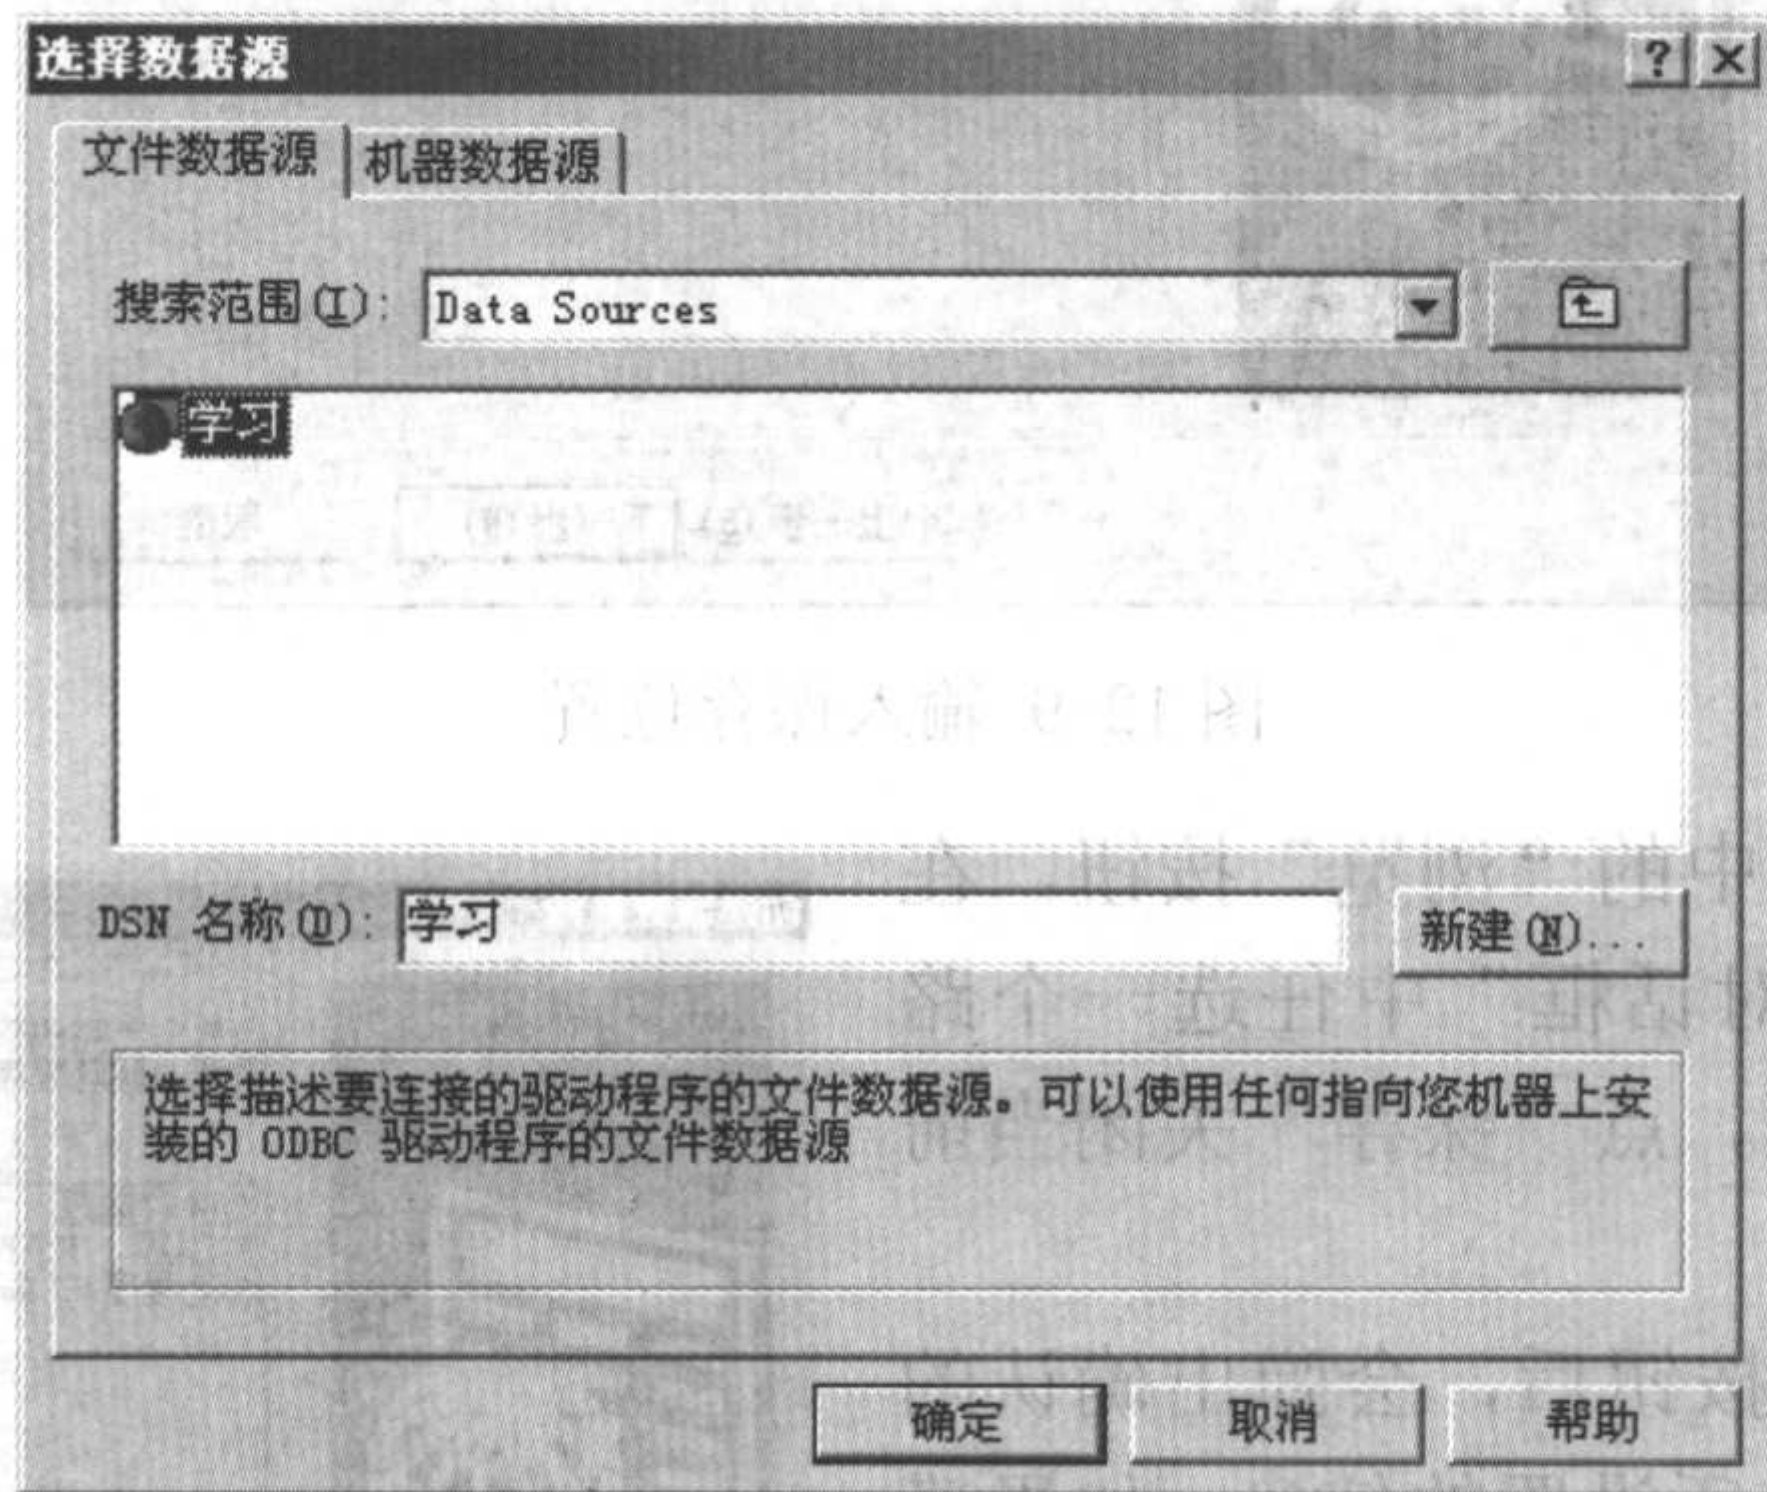 选择数据源
文件数据源 机器数据源
搜索范围(I): Data Sources
学习
DSN 名称(D): 学习 新建(N)...
选择描述要连接的驱动程序的文件数据源。可以使用任何指向您机器上安
装的 ODBC 驱动程序的文件数据源
确定 取消 帮助